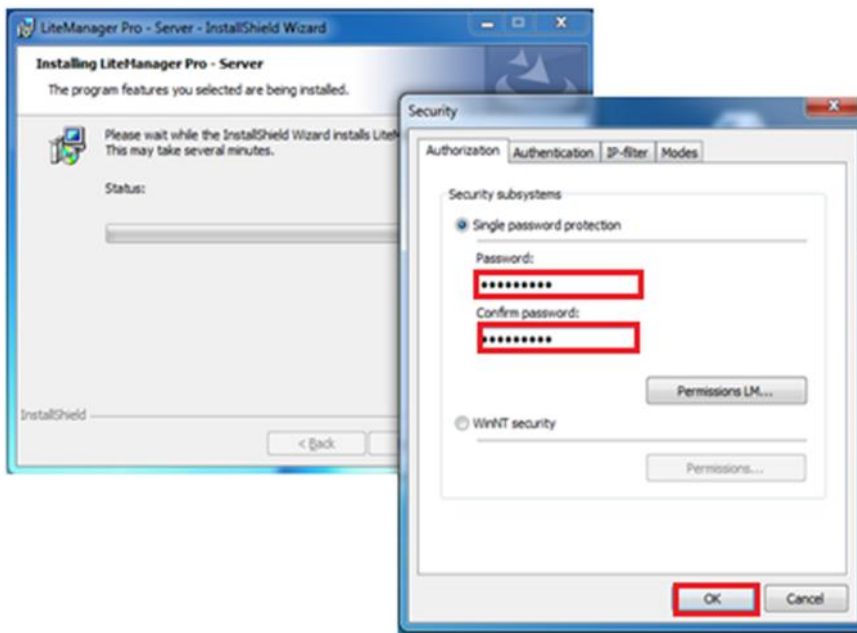 LiteManager Pro - Server - InstallShield Wizard
Installing LiteManager Pro - Server
The program features you selected are being installed.
Please wait while the InstallShield Wizard installs
This may take several minutes.
Status:
InstallShield
< Back
Security
Authorization
Authentication
IP-filter
Modes
Security subsystems
Single password protection
Password:
•••••••••
Confirm password:
•••••••••
Permissions LM...
WinNT security
Permissions...
OK
Cancel